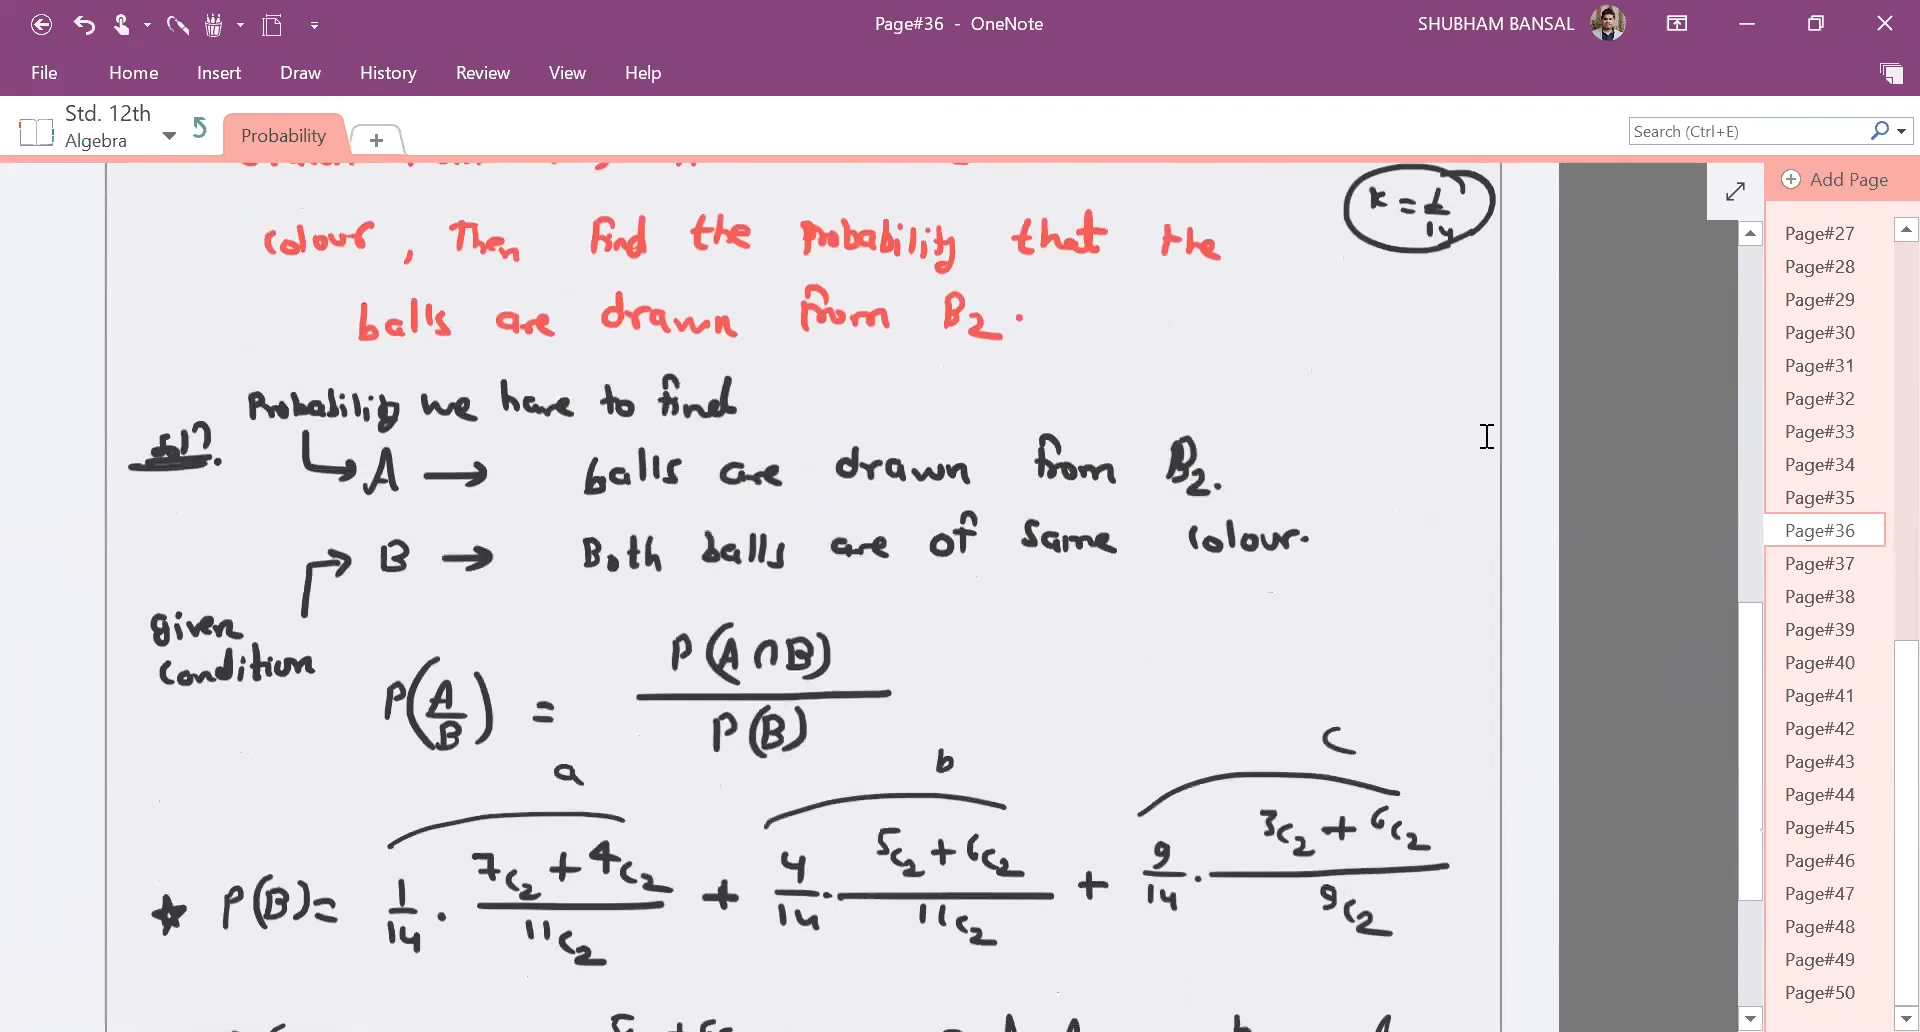 Page#36 - OneNote
SHUBHAM BANSAL
File Home Insert Draw History Review View Help
Std. 12th
Algebra
Probability
+
Search (Ctrl+E)
Add Page
K = 1/14
colour, Then find the Probability that the
balls are drawn from B₂.
Probability we have to find
Solⁿ.
A → balls are drawn from B₂.
B → Both balls are of same colour.
given
condition
P(A/B) = P(A∩B) / P(B)
a b c
★ P(B) = 1/14 · (⁷C₂ + ⁴C₂)/¹¹C₂ + 4/14 · (⁵C₂ + ⁶C₂)/¹¹C₂ + 9/14 · (³C₂ + ⁶C₂)/⁹C₂
Page#27
Page#28
Page#29
Page#30
Page#31
Page#32
Page#33
Page#34
Page#35
Page#36
Page#37
Page#38
Page#39
Page#40
Page#41
Page#42
Page#43
Page#44
Page#45
Page#46
Page#47
Page#48
Page#49
Page#50